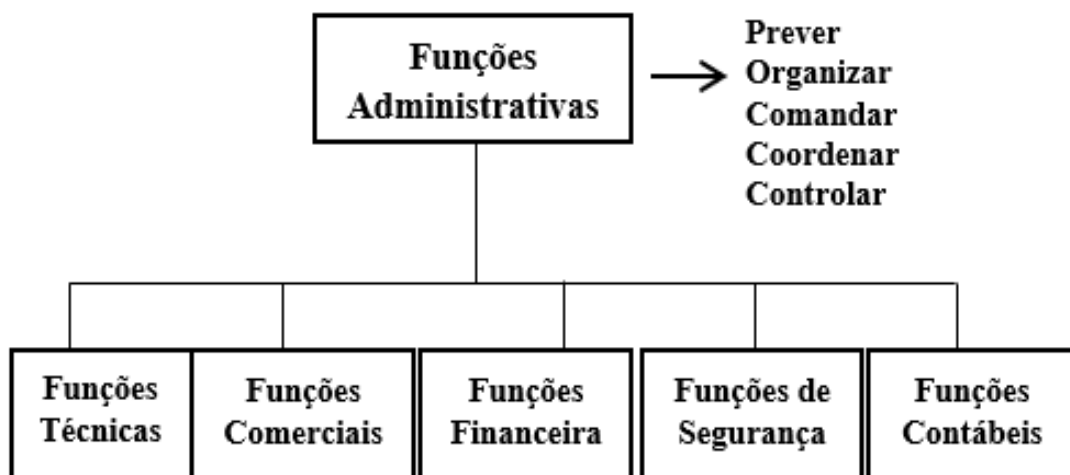 Funções
Administrativas
Prever
Organizar
Comandar
Coordenar
Controlar
Funções
Técnicas
Funções
Comerciais
Funções
Financeira
Funções de
Segurança
Funções
Contábeis